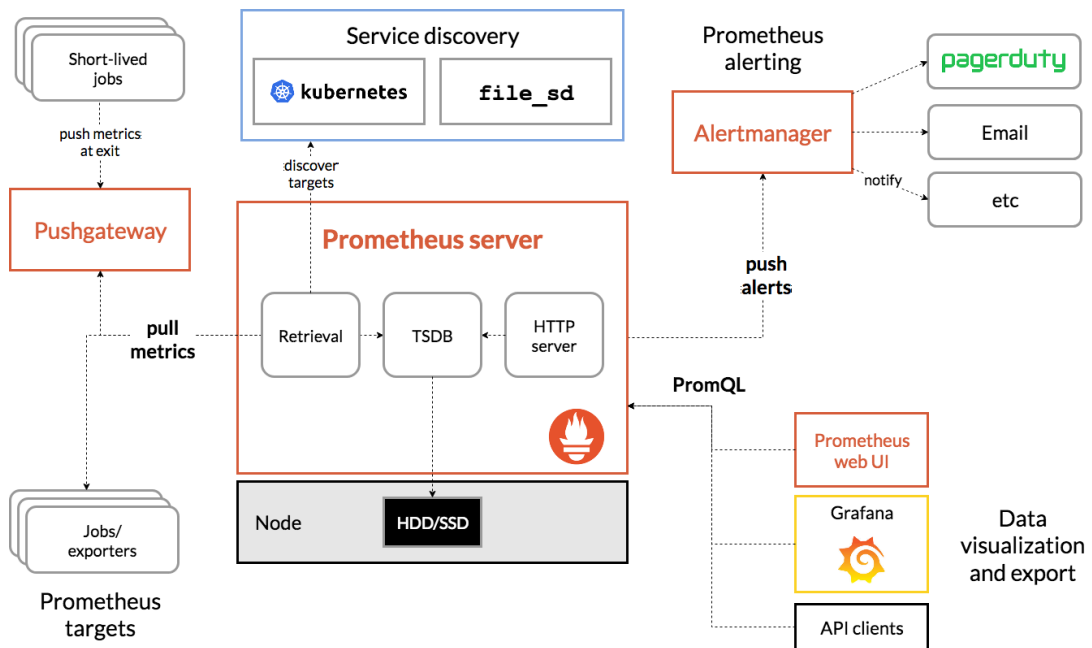 Short-lived
jobs
push metrics
at exit
Pushgateway
pull
metrics
Jobs/
exporters
Prometheus
targets
Service discovery
kubernetes
file_sd
discover
targets
Prometheus server
Retrieval
TSDB
HTTP
server
Node
HDD/SSD
Prometheus
alerting
Alertmanager
pagerduty
Email
etc
notify
push
alerts
PromQL
Prometheus
web UI
Grafana
API clients
Data
visualization
and export